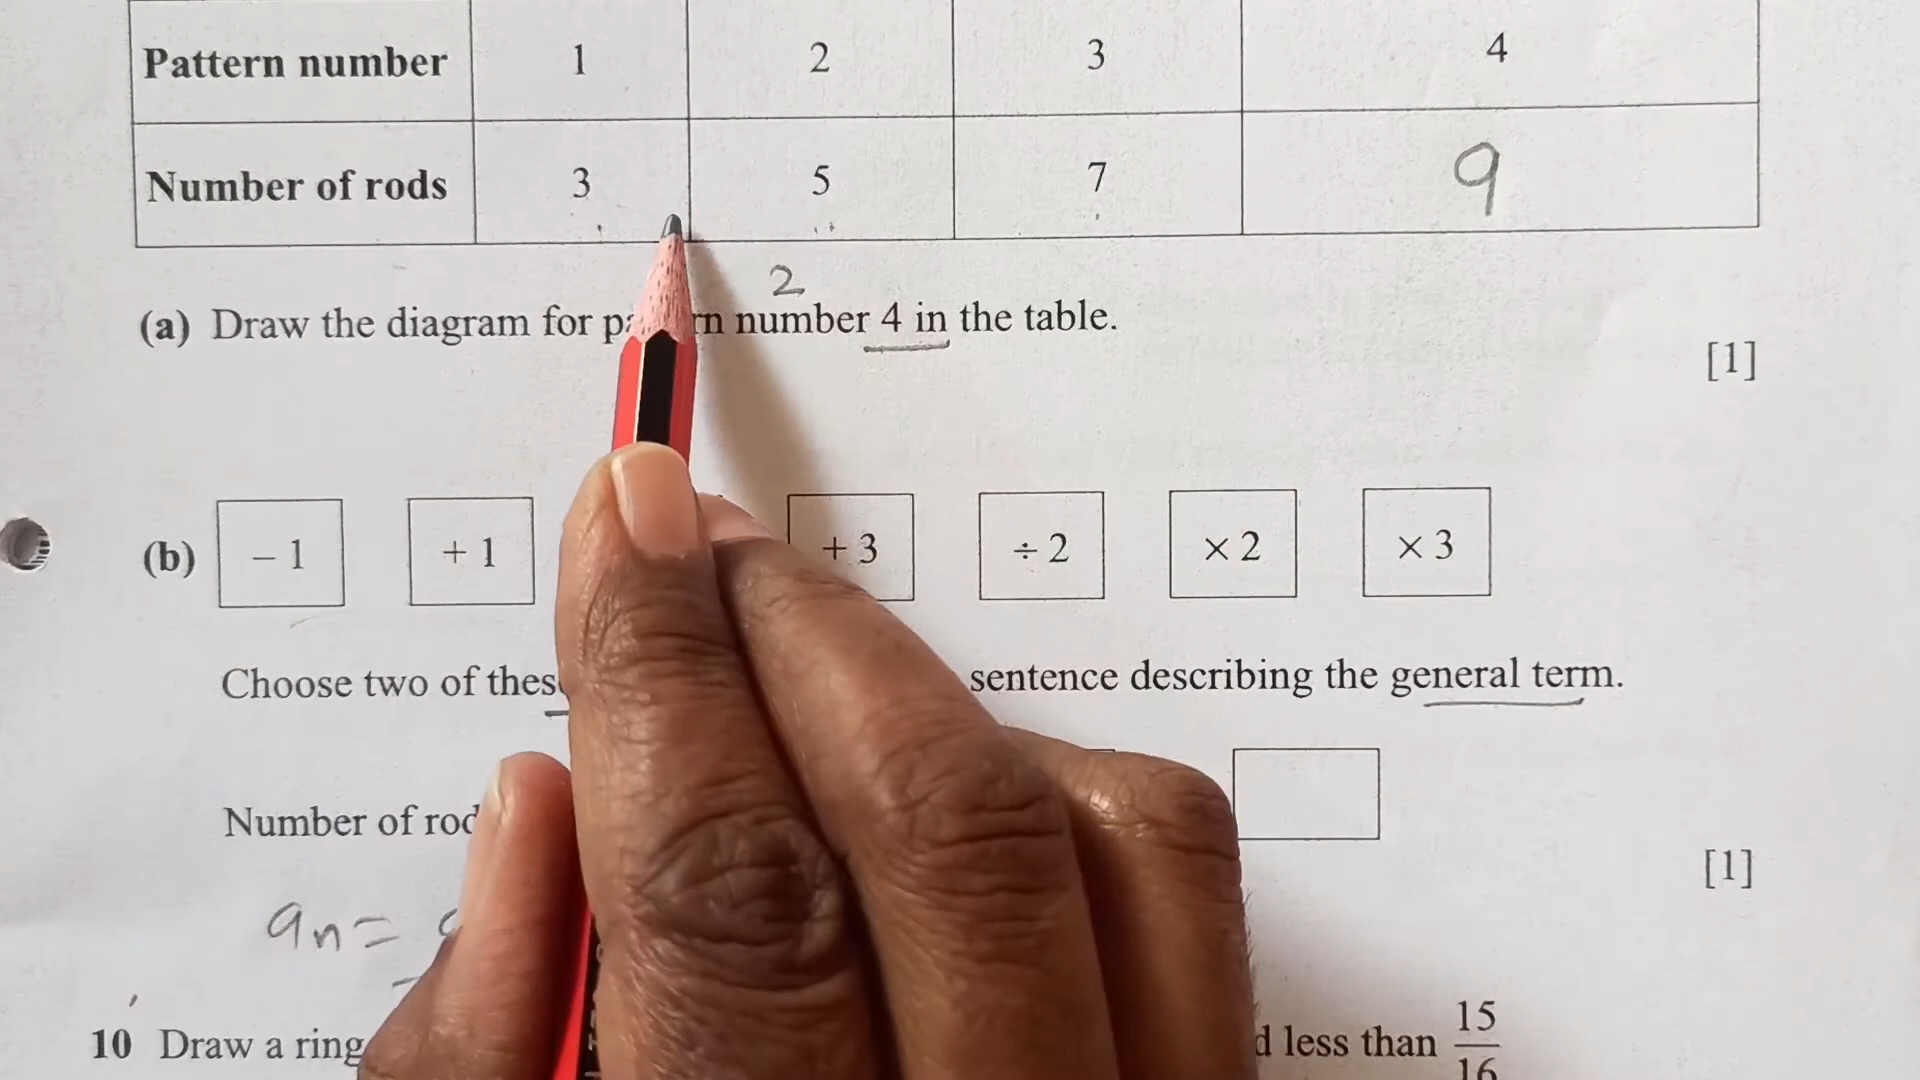 Pattern number 1 2 3 4
Number of rods 3 5 7 9
2
(a) Draw the diagram for number 4 in the table.
[1]
(b) – 1 + 1 + 3 ÷ 2 × 2 × 3
Choose two of sentence describing the general term.
Number of
[1]
an =
10 Draw a ring less than 15/16